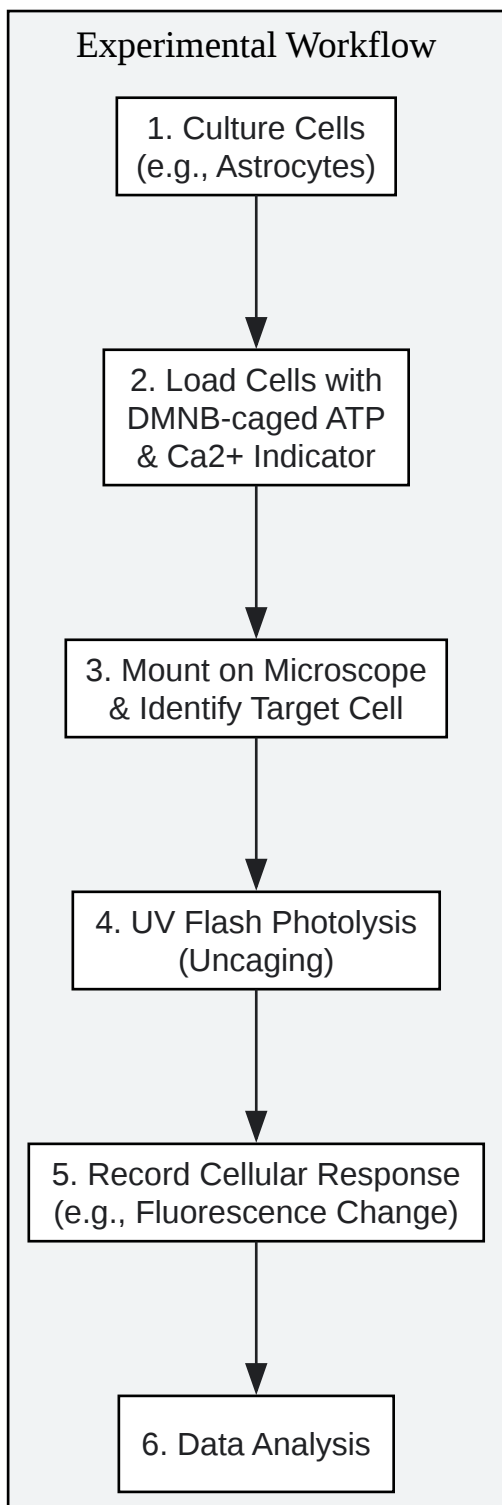 Experimental Workflow
1. Culture Cells
(e.g., Astrocytes)
2. Load Cells with
DMNB-caged ATP
& Ca2+ Indicator
3. Mount on Microscope
& Identify Target Cell
4. UV Flash Photolysis
(Uncaging)
5. Record Cellular Response
(e.g., Fluorescence Change)
6. Data Analysis